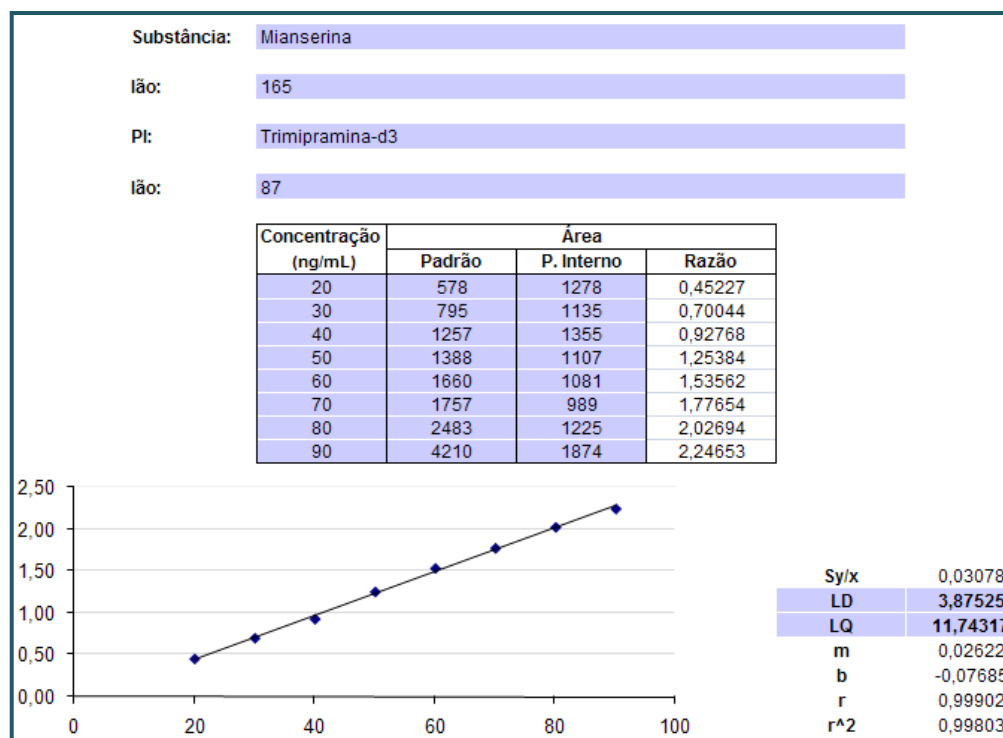 Substância: Mianserina
Ião: 165
PI: Trimipramina-d3
Ião: 87
Concentração Área
(ng/mL) Padrão P. Interno Razão
20 578 1278 0,45227
30 795 1135 0,70044
40 1257 1355 0,92768
50 1388 1107 1,25384
60 1660 1081 1,53562
70 1757 989 1,77654
80 2483 1225 2,02694
90 4210 1874 2,24653
2,50
2,00
1,50
1,00
0,50
0,00
0 20 40 60 80 100
Sy/x 0,03078
LD 3,87525
LQ 11,74317
m 0,02622
b -0,07685
r 0,999902
r^2 0,99803